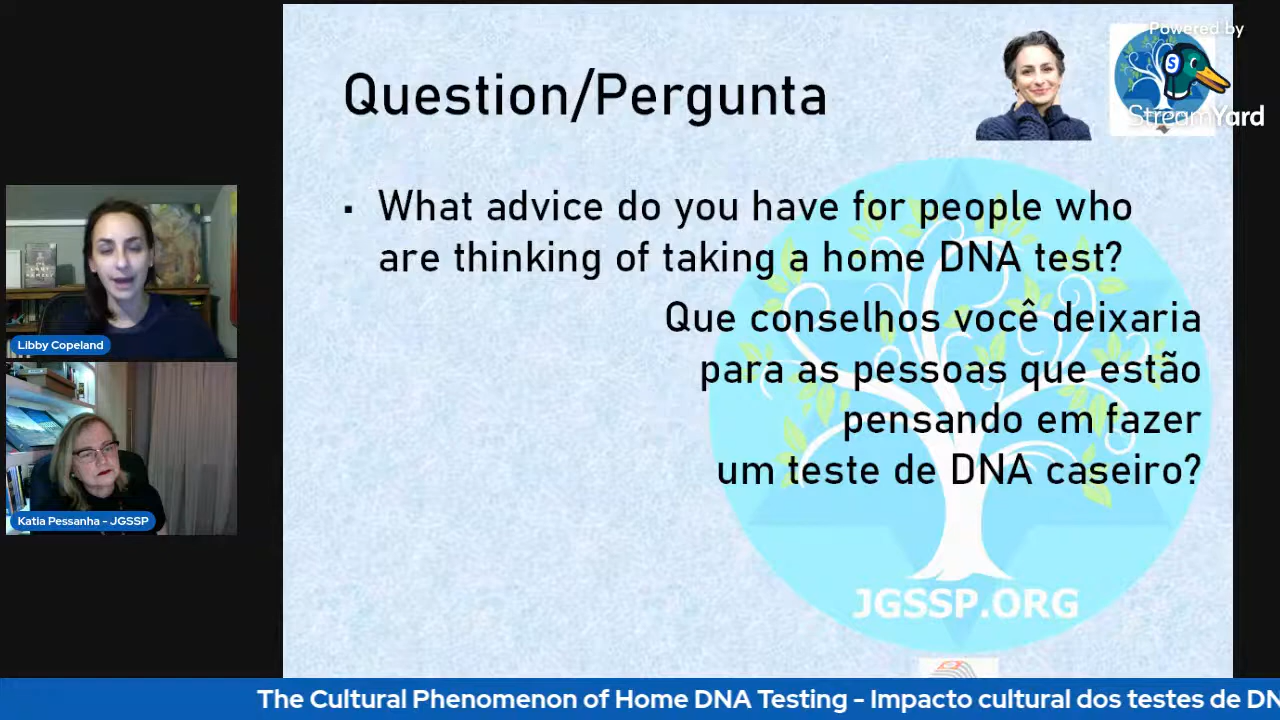 Powered by
StreamYard
Question/Pergunta
▪ What advice do you have for people who
are thinking of taking a home DNA test?
Que conselhos você deixaria
para as pessoas que estão
pensando em fazer
um teste de DNA caseiro?
JGSSP.ORG
Libby Copeland
Katia Pessanha - JGSSP
The Cultural Phenomenon of Home DNA Testing - Impacto cultural dos testes de DN